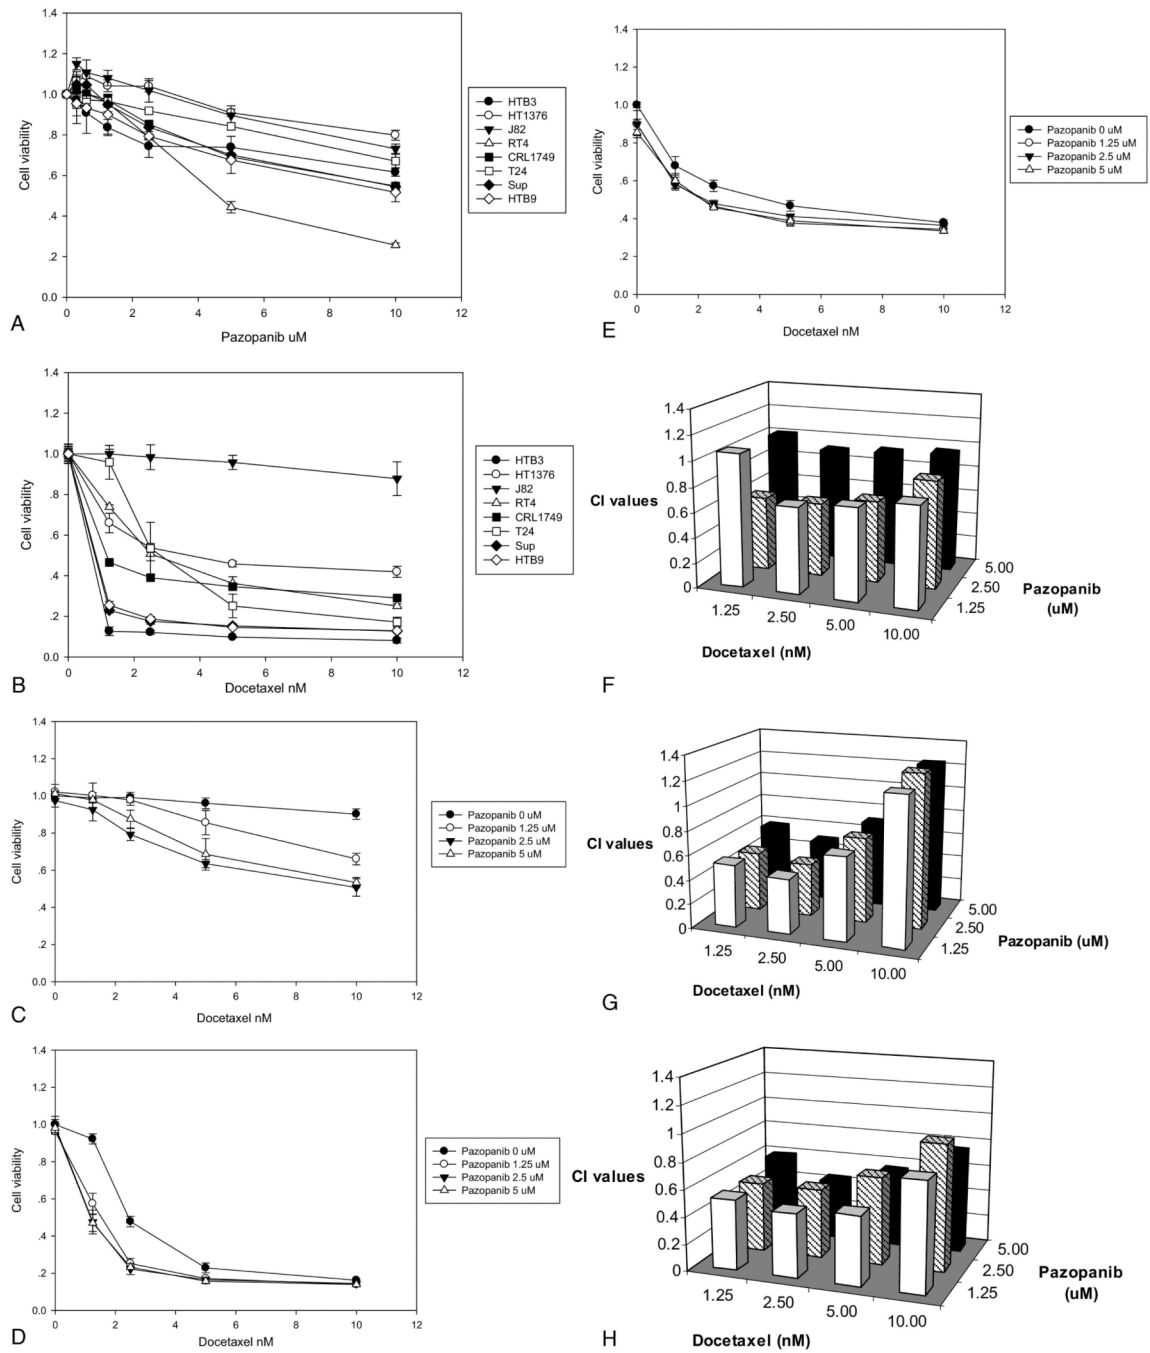 1.4
1.2
1.0
.8
.6
.4
.2
0.0
Cell viability
0 2 4 6 8 10 12
Pazopanib uM
HTB3
HT1376
J82
RT4
CRL1749
T24
Sup
HTB9
A
1.4
1.2
1.0
.8
.6
.4
.2
0.0
Cell viability
0 2 4 6 8 10 12
Docetaxel nM
HTB3
HT1376
J82
RT4
CRL1749
T24
Sup
HTB9
B
1.4
1.2
1.0
0.8
.6
.4
0.2
0.0
Cell viability
0 2 4 6 8 10 12
Docetaxel nM
Pazopanib 0 uM
Pazopanib 1.25 uM
Pazopanib 2.5 uM
Pazopanib 5 uM
C
1.4
1.2
1.0
0.8
.6
.4
.2
0.0
Cell viability
0 2 4 6 8 10 12
Docetaxel nM
Pazopanib 0 uM
Pazopanib 1.25 uM
Pazopanib 2.5 uM
Pazopanib 5 uM
D
1.4
1.2
1.0
.8
.6
.4
.2
0.0
Cell viability
0 2 4 6 8 10 12
Docetaxel nM
Pazopanib 0 uM
Pazopanib 1.25 uM
Pazopanib 2.5 uM
Pazopanib 5 uM
E
1.4
1.2
1
0.8
0.6
0.4
0.2
0
CI values
1.25
2.50
5.00
10.00
Docetaxel (nM)
5.00
2.50
1.25
Pazopanib
(uM)
F
1.4
1.2
1
0.8
0.6
0.4
0.2
0
CI values
1.25
2.50
5.00
10.00
Docetaxel (nM)
5.00
2.50
1.25
Pazopanib (uM)
G
1.4
1.2
1
0.8
0.6
0.4
0.2
0
CI values
1.25
2.50
5.00
10.00
Docetaxel (nM)
5.00
2.50
1.25
Pazopanib
(uM)
H